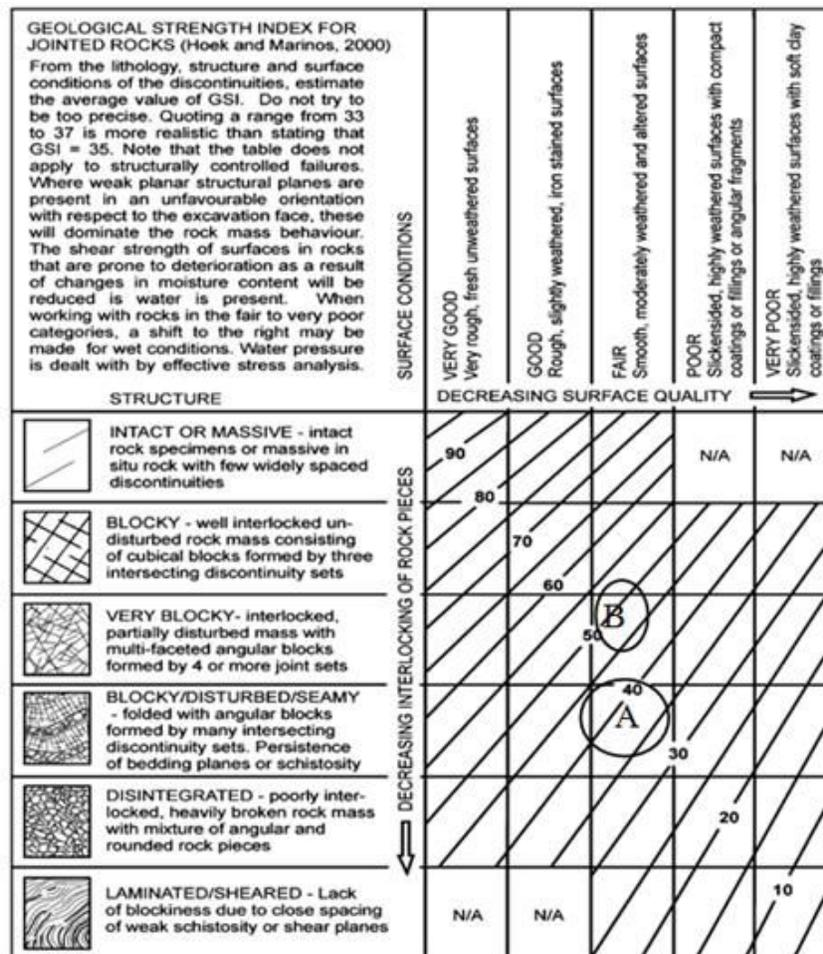 GEOLOGICAL STRENGTH INDEX FOR
JOINTED ROCKS (Hoek and Marinos, 2000)
From the lithology, structure and surface
conditions of the discontinuities, estimate
the average value of GSI. Do not try to
be too precise. Quoting a range from 33
to 37 is more realistic than stating that
GSI = 35. Note that the table does not
apply to structurally controlled failures.
Where weak planar structural planes are
present in an unfavourable orientation
with respect to the excavation face, these
will dominate the rock mass behaviour.
The shear strength of surfaces in rocks
that are prone to deterioration as a result
of changes in moisture content will be
reduced is water is present. When
working with rocks in the fair to very poor
categories, a shift to the right may be
made for wet conditions. Water pressure
is dealt with by effective stress analysis.
SURFACE CONDITIONS
VERY GOOD
Very rough, fresh unweathered surfaces
GOOD
Rough, slightly weathered, iron stained surfaces
FAIR
Smooth, moderately weathered and altered surfaces
POOR
Slickensided, highly weathered surfaces with compact
coatings or fillings or angular fragments
VERY POOR
Slickensided, highly weathered surfaces with soft clay
coatings or fillings
STRUCTURE
DECREASING SURFACE QUALITY
DECREASING INTERLOCKING OF ROCK PIECES
INTACT OR MASSIVE - intact
rock specimens or massive in
situ rock with few widely spaced
discontinuities
90
80
N/A
N/A
BLOCKY - well interlocked un-
disturbed rock mass consisting
of cubical blocks formed by three
intersecting discontinuity sets
70
60
VERY BLOCKY- interlocked,
partially disturbed mass with
multi-faceted angular blocks
formed by 4 or more joint sets
50
B
BLOCKY/DISTURBED/SEAMY
- folded with angular blocks
formed by many intersecting
discontinuity sets. Persistence
of bedding planes or schistosity
40
A
30
DISINTEGRATED - poorly inter-
locked, heavily broken rock mass
with mixture of angular and
rounded rock pieces
20
LAMINATED/SHEARED - Lack
of blockiness due to close spacing
of weak schistosity or shear planes
N/A
N/A
10